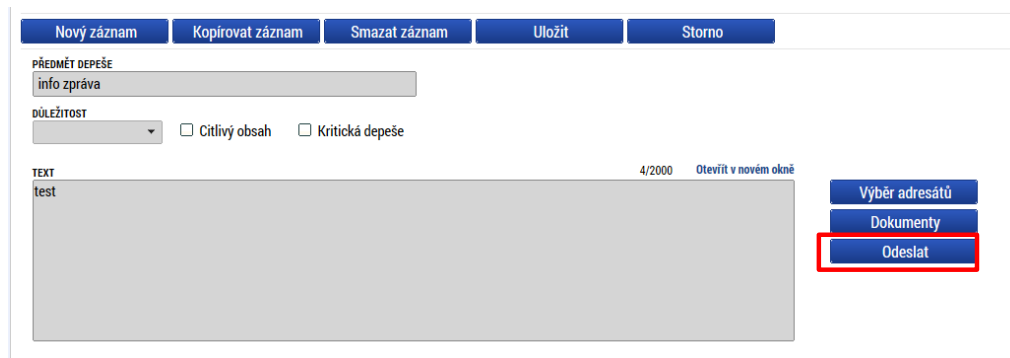 Nový záznam Kopírovat záznam Smazat záznam Uložit Storno
PŘEDMĚT DEPEŠE
info zpráva
DŮLEŽITOST
Citlivý obsah Kritická depeše
TEXT 4/2000 Otevřít v novém okně
test
Výběr adresátů
Dokumenty
Odeslat